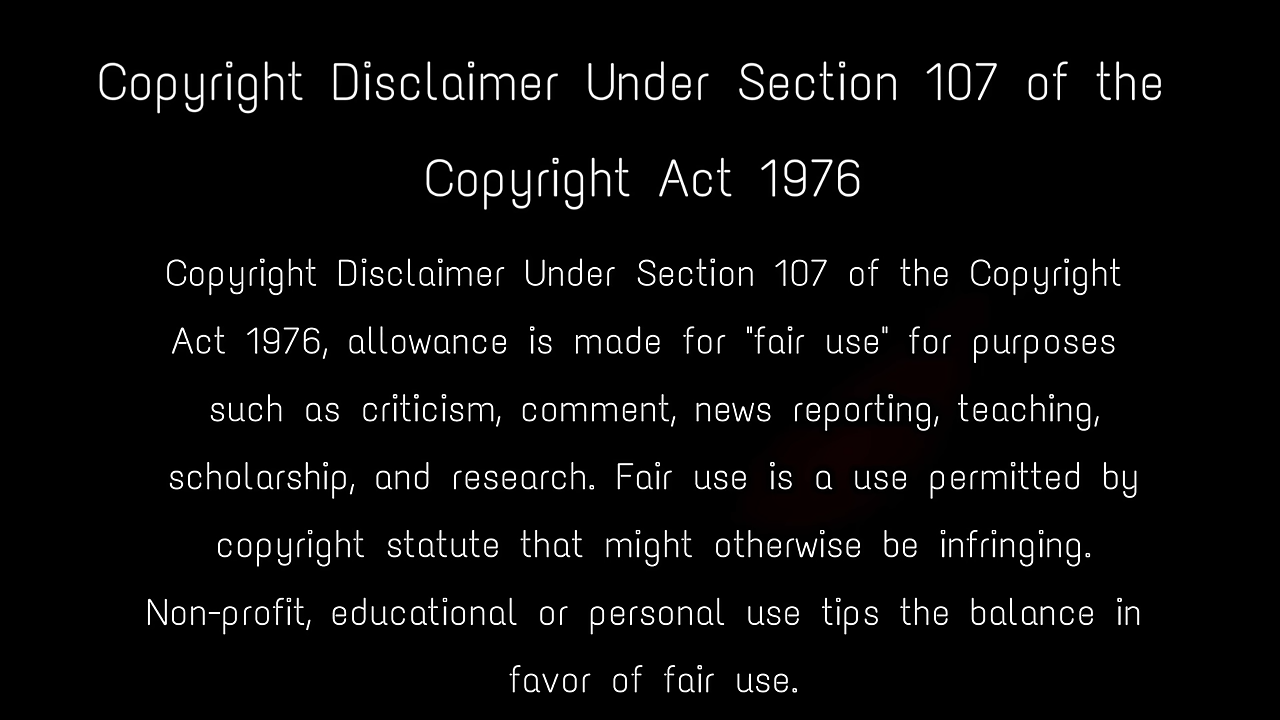 Copyright Disclaimer Under Section 107 of the
Copyright Act 1976
Copyright Disclaimer Under Section 107 of the Copyright
Act 1976, allowance is made for "fair use" for purposes
such as criticism, comment, news reporting, teaching,
scholarship, and research. Fair use is a use permitted by
copyright statute that might otherwise be infringing.
Non-profit, educational or personal use tips the balance in
favor of fair use.